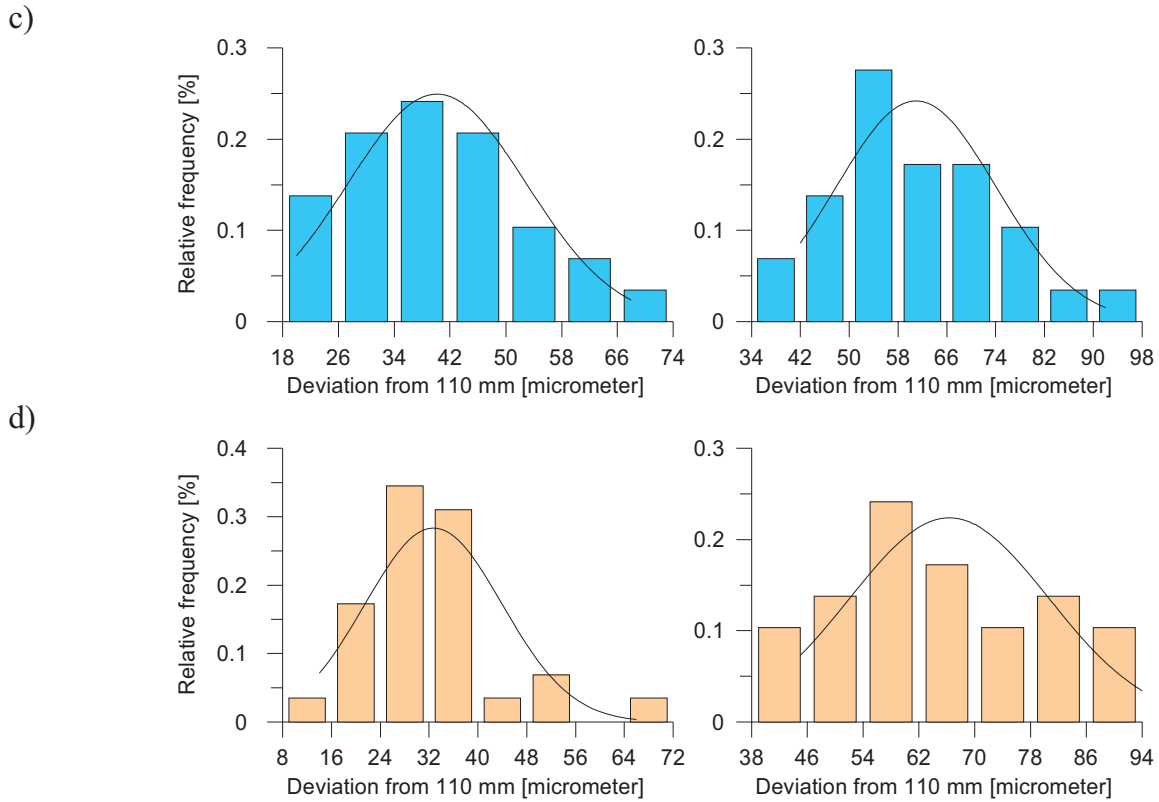 c)
0.3 0.2 0.1 0
Relative frequency [%]
18 26 34 42 50 58 66 74
Deviation from 110 mm [micrometer]
0.3 0.2 0.1 0
34 42 50 58 66 74 82 90 98
Deviation from 110 mm [micrometer]
d)
0.4 0.3 0.2 0.1 0
Relative frequency [%]
8 16 24 32 40 48 56 64 72
Deviation from 110 mm [micrometer]
0.3 0.2 0.1 0
38 46 54 62 70 78 86 94
Deviation from 110 mm [micrometer]